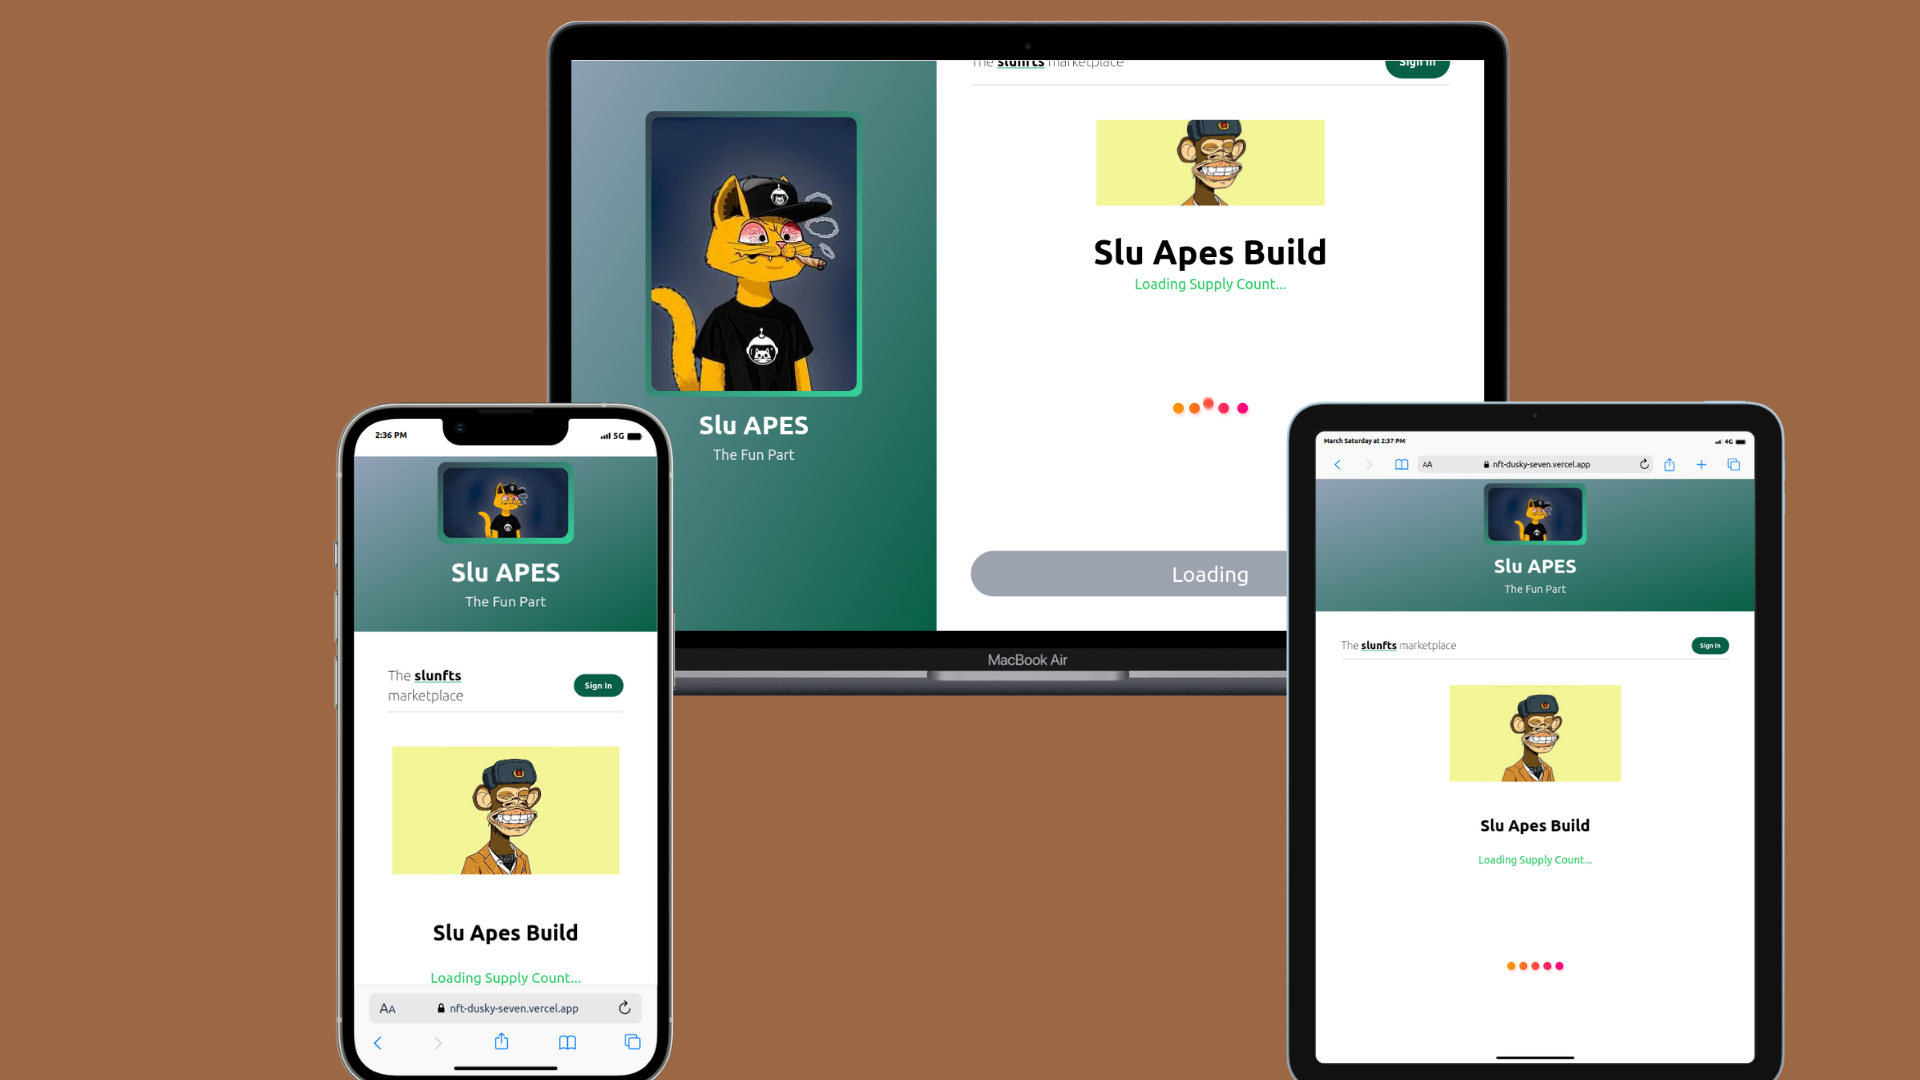 The slunfts marketplace
Sign In
Slu Apes Build
Loading Supply Count...
Slu APES
The Fun Part
Loading
MacBook Air
2:36 PM
5G
Slu APES
The Fun Part
The slunfts
marketplace
Sign In
Slu Apes Build
Loading Supply Count...
AA
nft-dusky-seven.vercel.app
March Saturday at 2:37 PM
4G
AA
nft-dusky-seven.vercel.app
Slu APES
The Fun Part
The slunfts marketplace
Sign In
Slu Apes Build
Loading Supply Count...